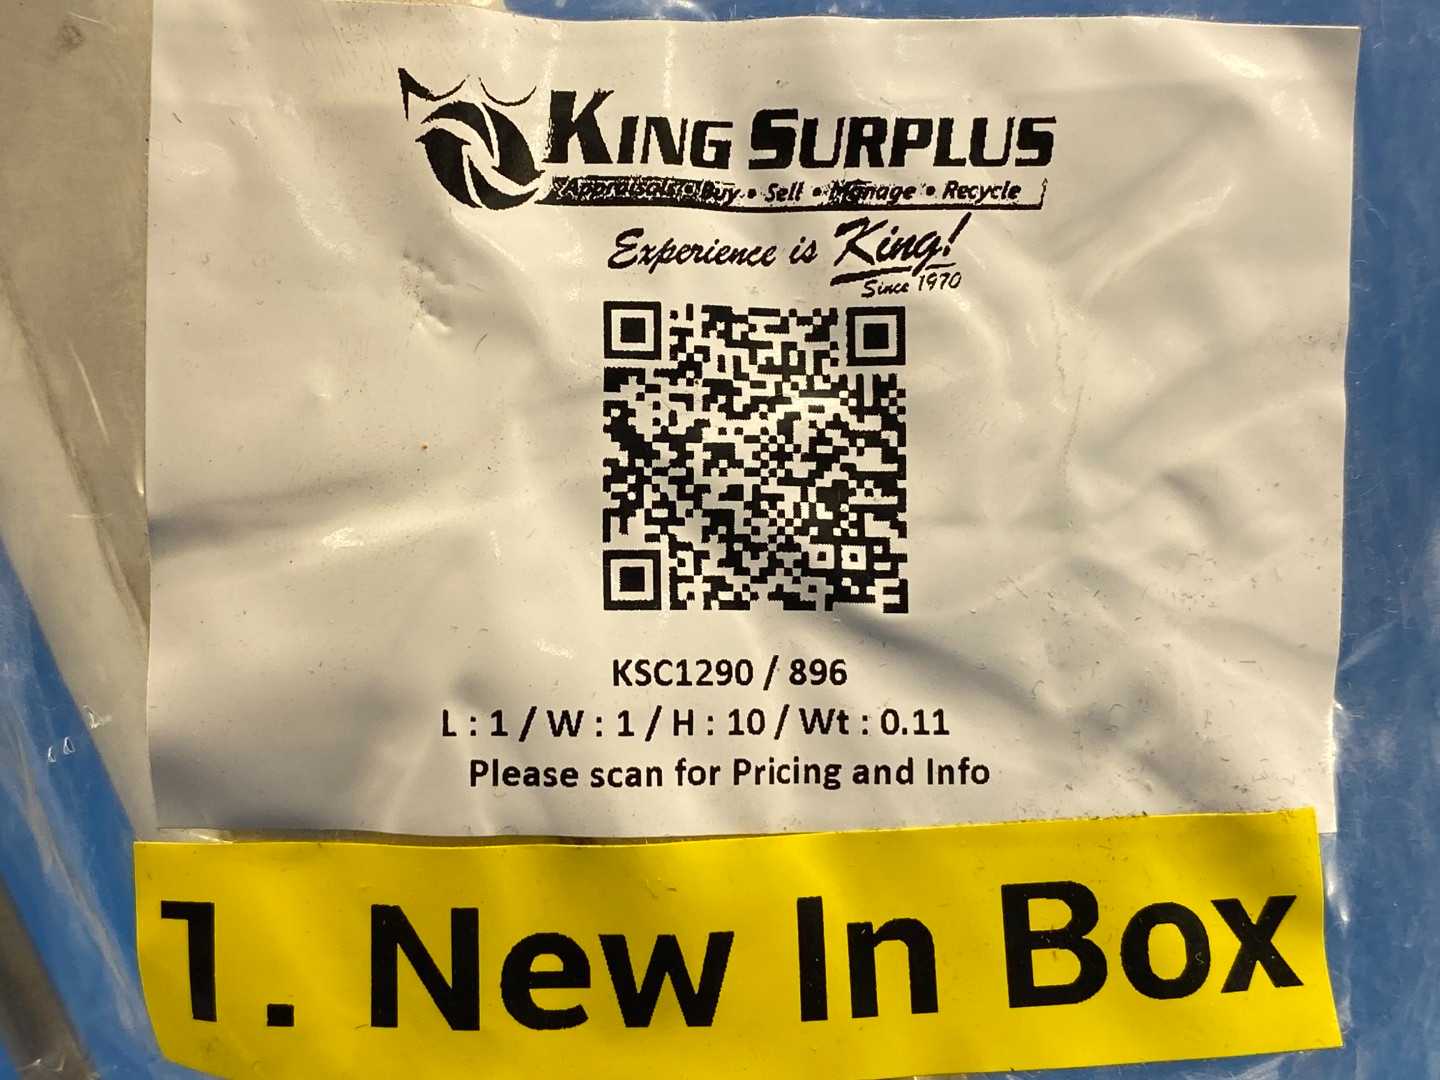 KING SURPLUS
Appraisals • Buy • Sell • Manage • Recycle
Experience is King!
Since 1970
KSC1290 / 896
L : 1 / W : 1 / H : 10 / Wt : 0.11
Please scan for Pricing and Info
1. New In Box